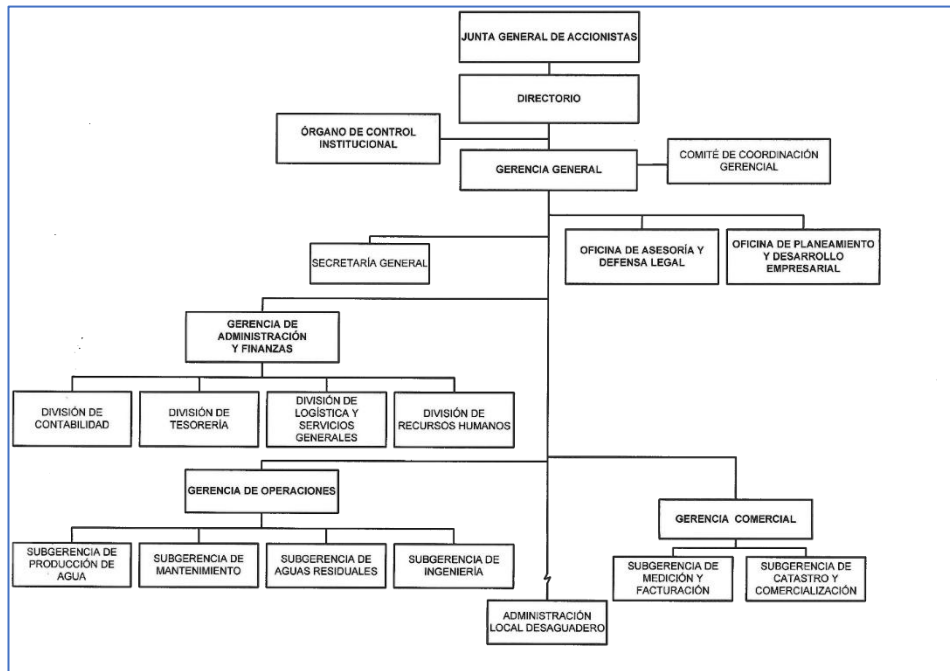 JUNTA GENERAL DE ACCIONISTAS
DIRECTORIO
ÓRGANO DE CONTROL
INSTITUCIONAL
GERENCIA GENERAL
COMITÉ DE COORDINACIÓN
GERENCIAL
SECRETARÍA GENERAL
OFICINA DE ASESORÍA Y
DEFENSA LEGAL
OFICINA DE PLANEAMIENTO
Y DESARROLLO
EMPRESARIAL
GERENCIA DE
ADMINISTRACIÓN
Y FINANZAS
DIVISIÓN DE
CONTABILIDAD
DIVISIÓN DE
TESORERÍA
DIVISIÓN DE
LOGÍSTICA Y
SERVICIOS
GENERALES
DIVISIÓN DE
RECURSOS HUMANOS
GERENCIA DE OPERACIONES
GERENCIA COMERCIAL
SUBGERENCIA DE
PRODUCCIÓN DE
AGUA
SUBGERENCIA DE
MANTENIMIENTO
SUBGERENCIA DE
AGUAS RESIDUALES
SUBGERENCIA DE
INGENIERÍA
SUBGERENCIA DE
MEDICIÓN Y
FACTURACIÓN
SUBGERENCIA DE
CATASTRO Y
COMERCIALIZACIÓN
ADMINISTRACIÓN
LOCAL DESAGUADERO